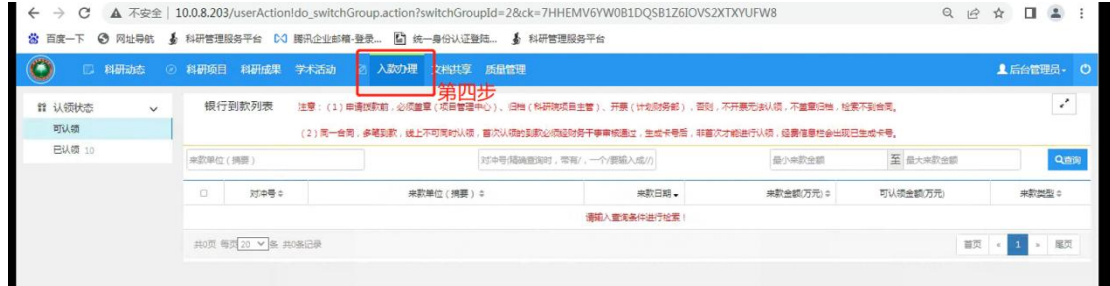 不安全 | 10.0.8.203/userAction!do_switchGroup.action?switchGroupId=2&ck=7HHEMV6YW0B1DQSB1Z6IOVS2XTXYUFW8
百度一下 网址导航 科研管理服务平台 腾讯企业邮箱-登录... 统一身份认证登陆... 科研管理服务平台
科研动态 科研项目 科研成果 学术活动 入款办理 文档共享 质量管理 后台管理员
第四步
认领状态
可认领
已认领 10
银行到款列表 注意：（1）申请拨款前，必须盖章（项目管理中心）、归档（科研院项目主管）、开票（计划财务部），否则，不开票无法认领，不盖章归档，检索不到合同。
（2）同一合同，多笔到款，线上不可同时认领，首次认领的到款必须经财务干事审核通过，生成卡号后，非首次才能进行认领，经费信息栏会出现已生成卡号。
来款单位（摘要） 对冲号(精确查询时，带有/，一个/要输入成//) 最小来款金额 至 最大来款金额 查询
对冲号 来款单位（摘要） 来款日期 来款金额(万元) 可认领金额(万元) 来款类型
请输入查询条件进行检索！
共0页 每页 20 条 共0条记录 首页 « 1 » 尾页